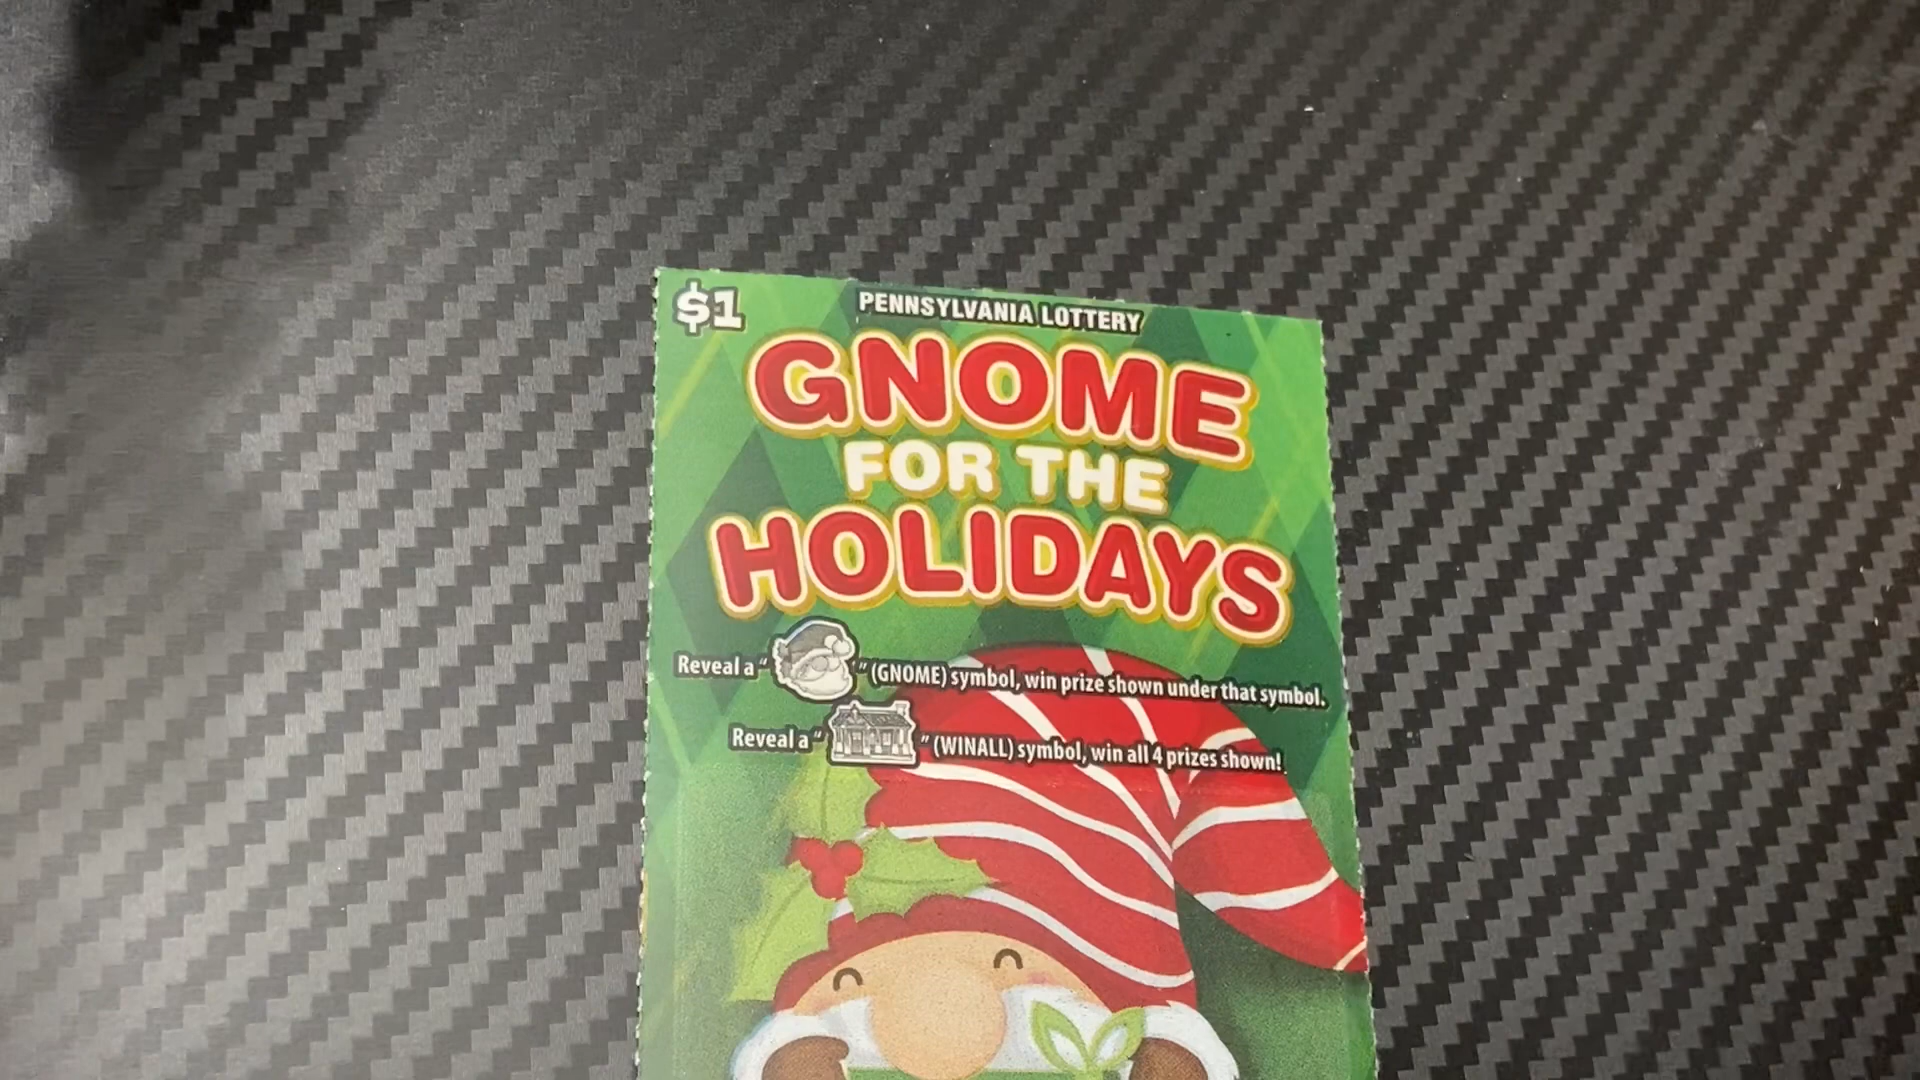 $1
PENNSYLVANIA LOTTERY
GNOME
FOR THE
HOLIDAYS
Reveal a " " (GNOME) symbol, win prize shown under that symbol.
Reveal a " " (WINALL) symbol, win all 4 prizes shown!